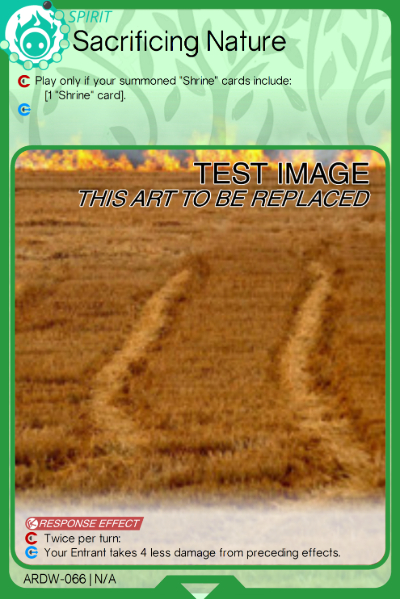 SPIRIT
Sacrificing Nature
Play only if your summoned "Shrine" cards include:
[1 "Shrine" card].
TEST IMAGE
THIS ART TO BE REPLACED
RESPONSE EFFECT
Twice per turn:
Your Entrant takes 4 less damage from preceding effects.
ARDW-066 | N/A